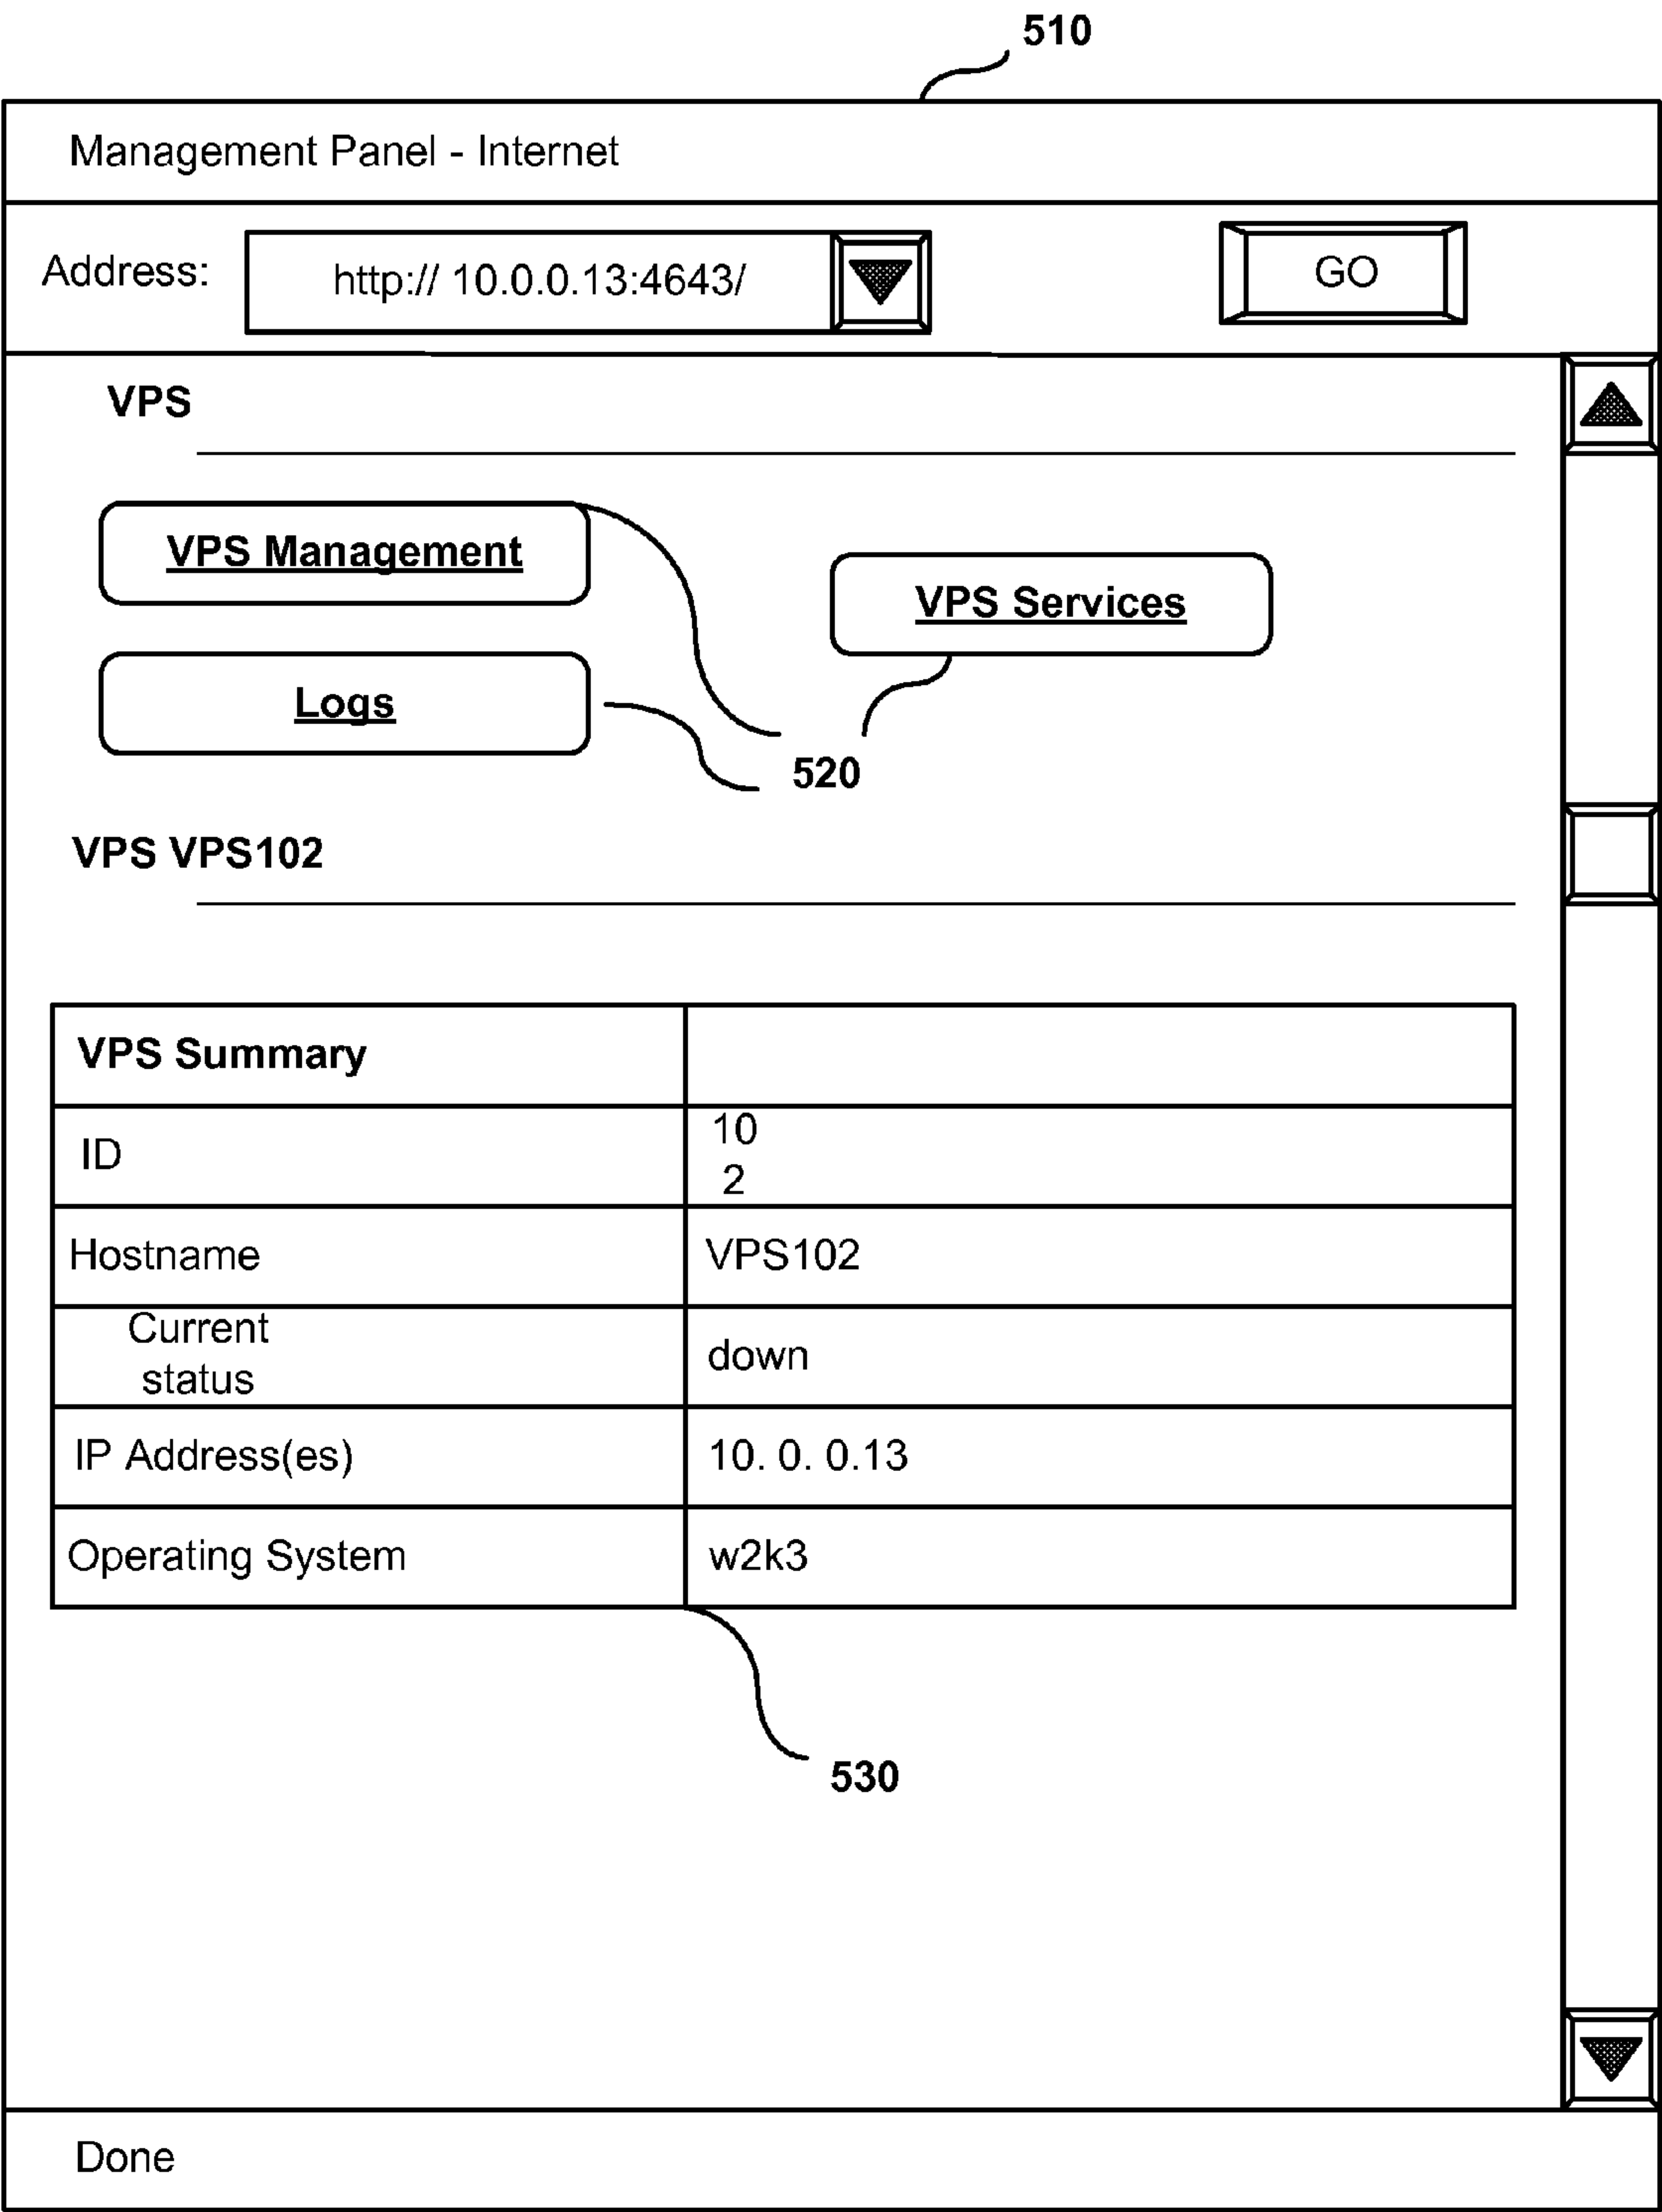 510
Management Panel - Internet
Address:
http:// 10.0.0.13:4643/
GO
VPS
VPS Management
VPS Services
Logs
520
VPS VPS102
VPS Summary
ID
10
2
Hostname
VPS102
Current
status
down
IP Address(es)
10. 0. 0.13
Operating System
w2k3
530
Done